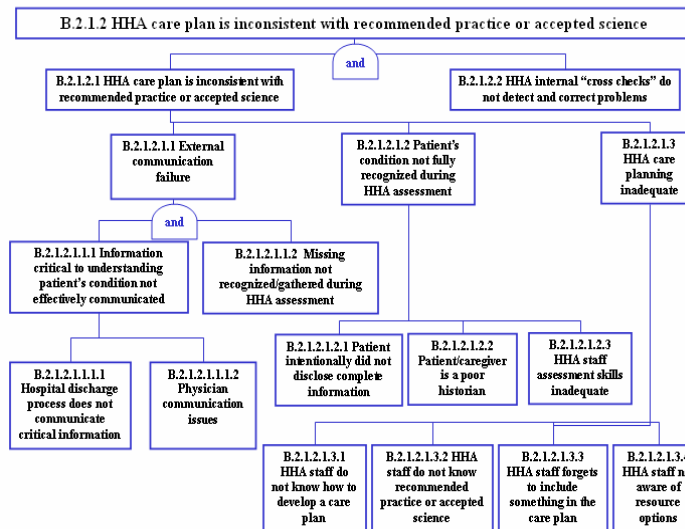 B.2.1.2 HHA care plan is inconsistent with recommended practice or accepted science
and
B.2.1.2.1 HHA care plan is inconsistent with
recommended practice or accepted science
B.2.1.2.2 HHA internal “cross checks” do
not detect and correct problems
B.2.1.2.1.1 External
communication
failure
B.2.1.2.1.2 Patient’s
condition not fully
recognized during
HHA assessment
B.2.1.2.1.3
HHA care
planning
inadequate
and
B.2.1.2.1.1.1 Information
critical to understanding
patient’s condition not
effectively communicated
B.2.1.2.1.1.2 Missing
information not
recognized/gathered during
HHA assessment
B.2.1.2.1.1.1.1
Hospital discharge
process does not
communicate
critical information
B.2.1.2.1.1.1.2
Physician
communication
issues
B.2.1.2.1.2.1 Patient
intentionally did not
disclose complete
information
B.2.1.2.1.2.2
Patient/caregiver
is a poor
historian
B.2.1.2.1.2.3
HHA staff
assessment skills
inadequate
B.2.1.2.1.3.1
HHA staff do
not know how to
develop a care
plan
B.2.1.2.1.3.2 HHA
staff do not know
recommended
practice or accepted
science
B.2.1.2.1.3.3
HHA staff forgets
to include
something in the
care plan
B.2.1.2.1.3.
HHA staff n
aware of
resource
options